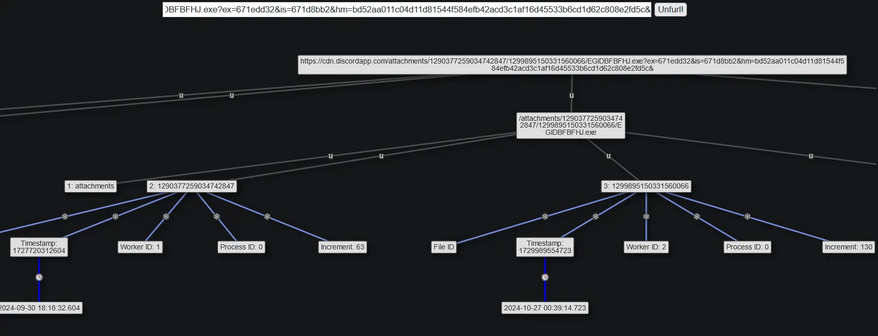 DBFBFHJ.exe?ex=671edd32&is=671d8bb2&hm=bd52aa011c04d11d81544f584efb42acd3c1af16d45533b6cd1d62c808e2fd5c& Unfurl!
https://cdn.discordapp.com/attachments/1290377259034742847/1299895150331560066/EGIDBFBFHJ.exe?ex=671edd32&is=671d8bb2&hm=bd52aa011c04d11d81544f5
84efb42acd3c1af16d45533b6cd1d62c808e2fd5c&
u u u
/attachments/129037725903474
2847/1299895150331560066/E
GIDBFBFHJ.exe
u u u u
1: attachments 2: 1290377259034742847 3: 1299895150331560066
Timestamp:
1727720312604
Worker ID: 1 Process ID: 0 Increment: 63 File ID
Timestamp:
1729989554723
Worker ID: 2 Process ID: 0 Increment: 130
2024-09-30 18:18:32.604 2024-10-27 00:39:14.723